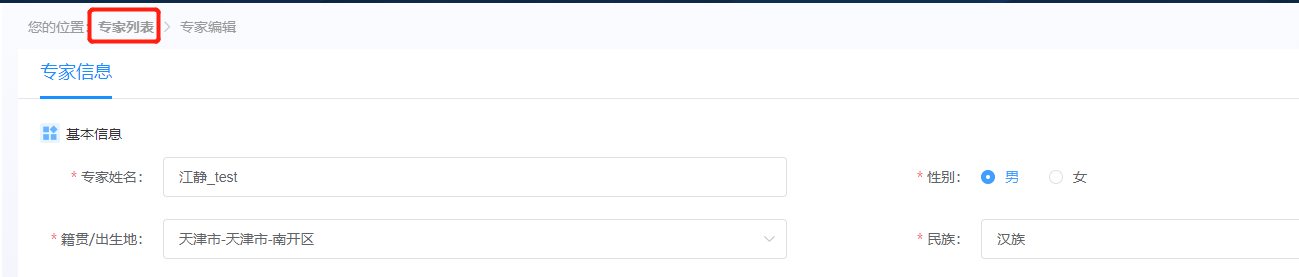 您的位置: 专家列表 > 专家编辑
专家信息
基本信息
* 专家姓名: 江静_test * 性别: 男 女
* 籍贯/出生地: 天津市-天津市-南开区 * 民族: 汉族